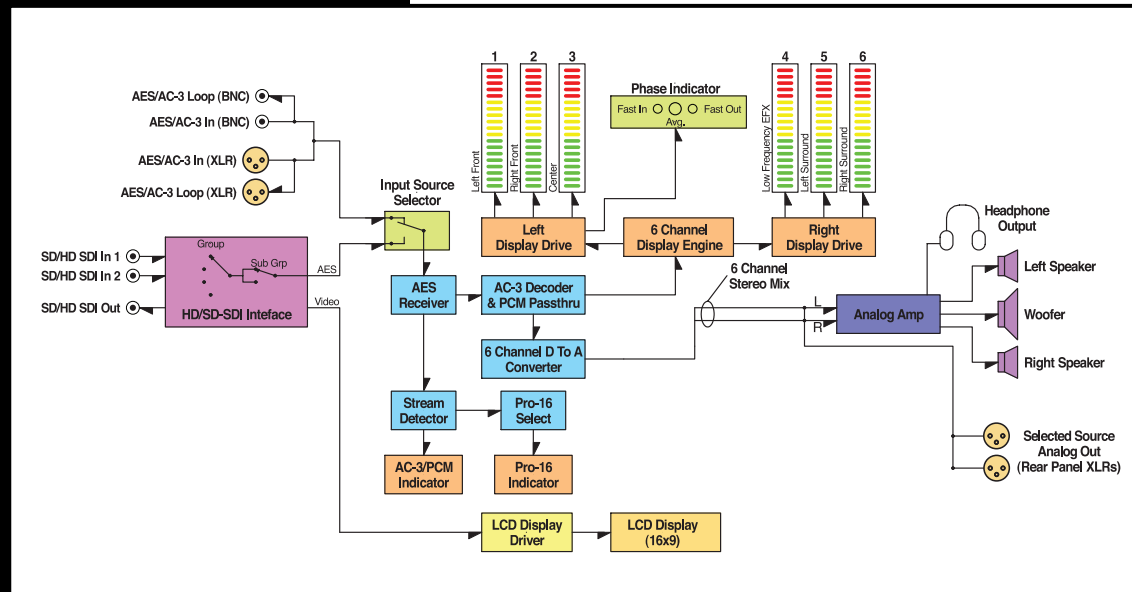 1
2
3
4
5
6
Phase Indicator
Fast In
Fast Out
Avg.
Left Front
Right Front
Center
Low Frequency EFX
Left Surround
Right Surround
AES/AC-3 Loop (BNC)
AES/AC-3 In (BNC)
AES/AC-3 In (XLR)
AES/AC-3 Loop (XLR)
Input Source
Selector
SD/HD SDI In 1
SD/HD SDI In 2
SD/HD SDI Out
Group
Sub Grp
AES
Video
HD/SD-SDI Inteface
Left
Display Drive
6 Channel
Display Engine
Right
Display Drive
Headphone
Output
AES
Receiver
AC-3 Decoder
& PCM Passthru
6 Channel
Stereo Mix
L
R
Analog Amp
Left Speaker
Woofer
Right Speaker
6 Channel D To A
Converter
Stream
Detector
Pro-16
Select
AC-3/PCM
Indicator
Pro-16
Indicator
Selected Source
Analog Out
(Rear Panel XLRs)
LCD Display
Driver
LCD Display
(16x9)